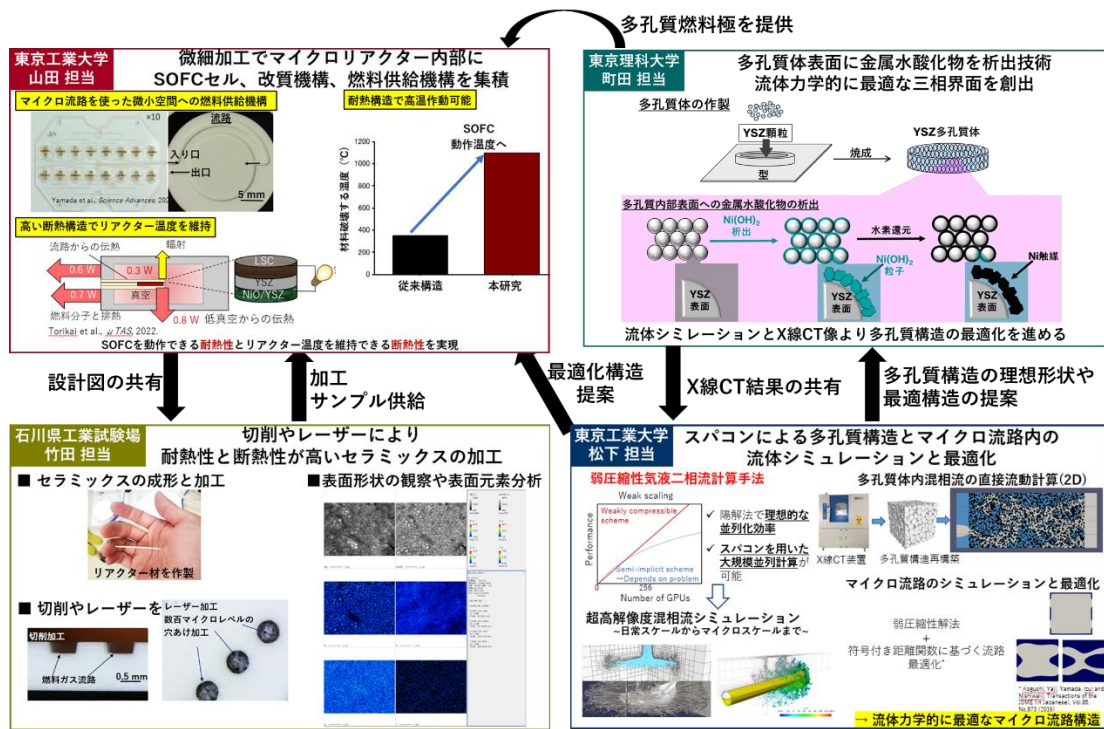 多孔質燃料極を提供
東京工業大学
山田 担当
微細加工でマイクロリアクター内部に
SOFCセル、改質機構、燃料供給機構を集積
マイクロ流路を使った微小空間への燃料供給機構
×10
流路
入り口
出口
5 mm
Yamada et al., Science Advances, 202
高い断熱構造でリアクター温度を維持
流路からの伝熱
輻射
0.6 W
0.3 W
0.7 W
真空
燃料分子と排熱
0.8 W
低真空からの伝熱
LSC
YSZ
NiO/YSZ
Torikai et al., μTAS, 2022.
耐熱構造で高温作動可能
SOFC
動作温度へ
材料破壊する温度 (℃)
1200
1000
800
600
400
200
0
従来構造
本研究
SOFCを動作できる耐熱性とリアクター温度を維持できる断熱性を実現
東京理科大学
町田 担当
多孔質体表面に金属水酸化物を析出技術
流体力学的に最適な三相界面を創出
多孔質体の作製
YSZ顆粒
型
焼成
YSZ多孔質体
多孔質内部表面への金属水酸化物の析出
Ni(OH)2
析出
水素還元
Ni(OH)2
粒子
Ni触媒
YSZ
表面
YSZ
表面
YSZ
表面
流体シミレーションとX線CT像より多孔質構造の最適化を進める
設計図の共有
加工
サンプル供給
最適化構造
提案
X線CT結果の共有
多孔質構造の理想形状や
最適構造の提案
石川県工業試験場
竹田 担当
切削やレーザーにより
耐熱性と断熱性が高いセラミックスの加工
■ セラミックスの成形と加工
リアクター材を作製
■ 切削やレーザーを
切削加工
燃料ガス流路
0.5 mm
レーザー加工
数百マイクロレベルの
穴あけ加工
■表面形状の観察や表面元素分析
東京工業大学
松下 担当
スパコンによる多孔質構造とマイクロ流路内の
流体シミュレーションと最適化
弱圧縮性気液二相流計算手法
Weak scaling
Weakly compressible
scheme
Performance
Semi-implicit scheme
→Depends on problem
256
Number of GPUs
✓ 陽解法で理想的な
並列化効率
✓ スパコンを用いた
大規模並列計算が
可能
超高解像度混相流シミュレーション
~日常スケールからマイクロスケールまで~
多孔質体内混相流の直接流動計算(2D)
X線CT装置
多孔質構造再構築
マイクロ流路のシミュレーションと最適化
弱圧縮性解法
+
符号付き距離関数に基づく流路
最適化*
* Koguchi, Yaji, Yamada, Izui and
Nishiwaki, Transactions of the
JSME (in Japanese), Vol.85,
No.873 (2019)
→ 流体力学的に最適なマイクロ流路構造